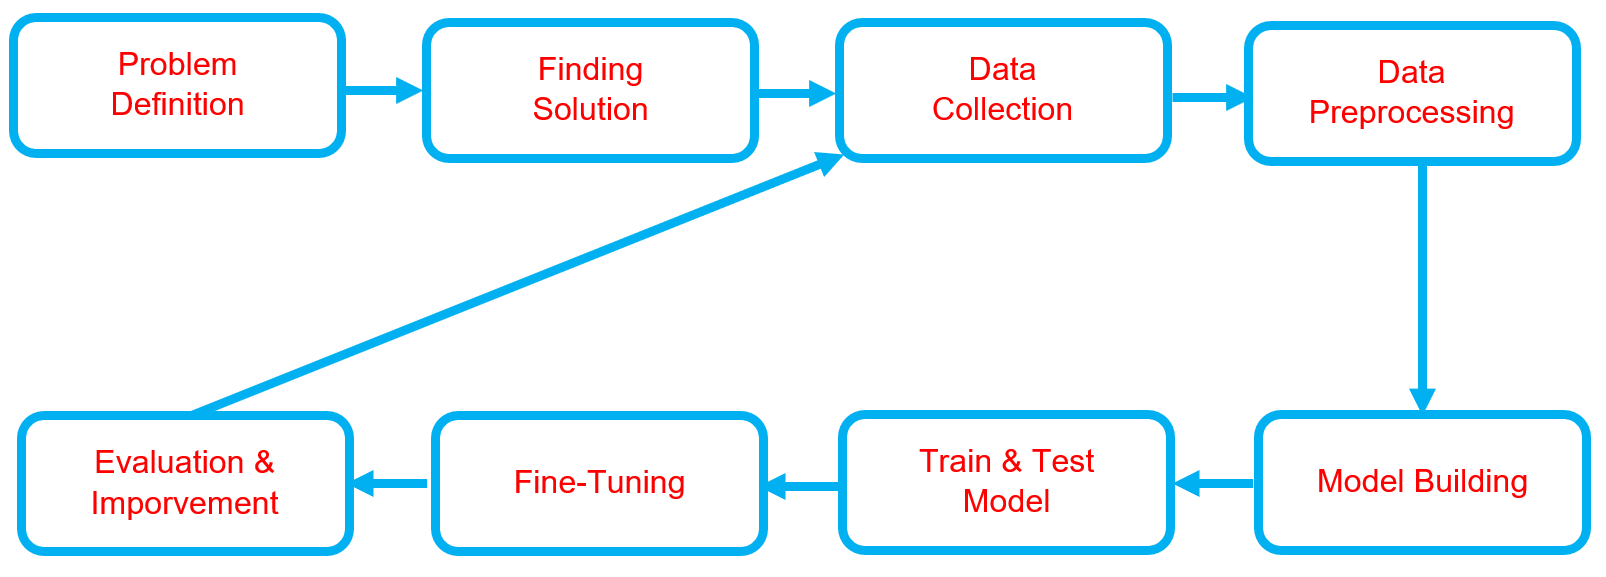 Problem
Definition
Finding
Solution
Data
Collection
Data
Preprocessing
Evaluation &
Imporvement
Fine-Tuning
Train & Test
Model
Model Building